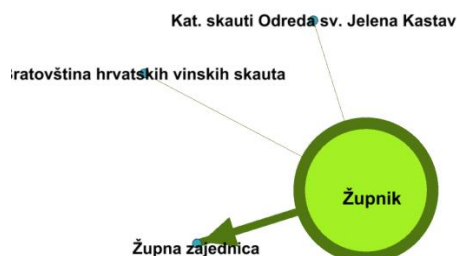 Kat. skauti Odreda sv. Jelena Kastav
ratovština hrvatskih vinskih skauta
Župnik
Župna zajednica